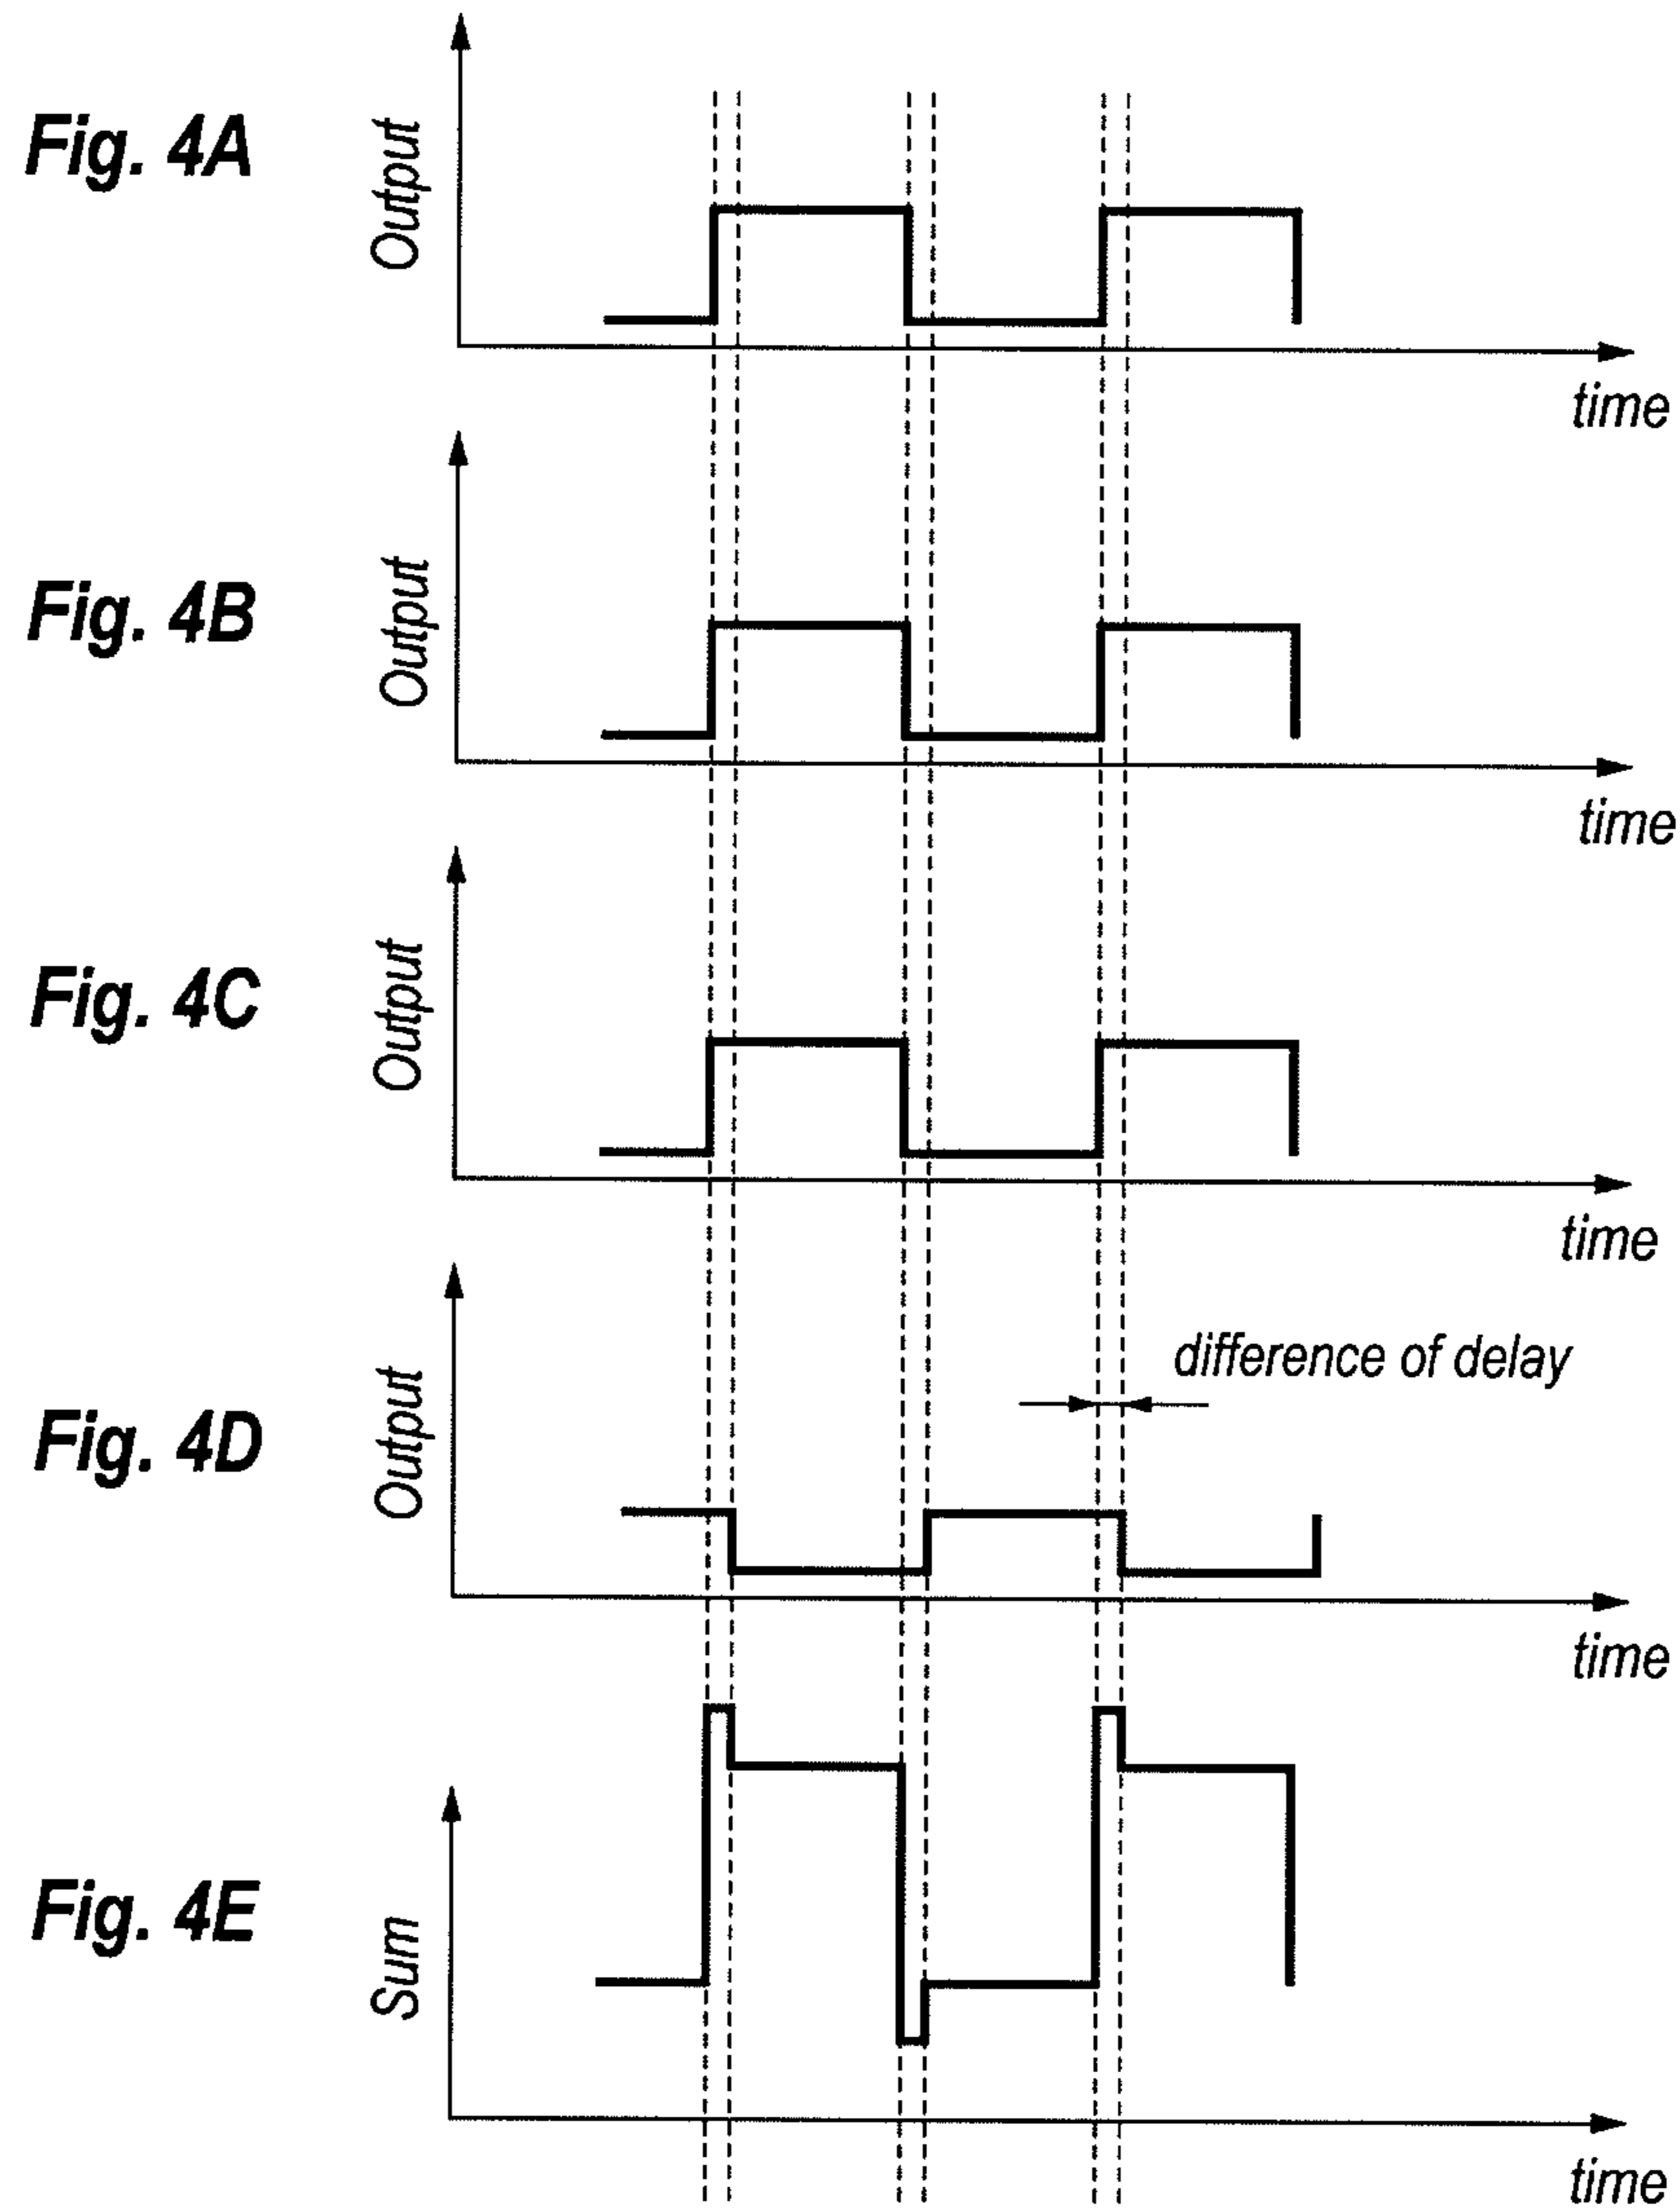 Fig. 4A
Output
time
Fig. 4B
Output
time
Fig. 4C
Output
time
Fig. 4D
Output
difference of delay
time
Fig. 4E
Sum
time